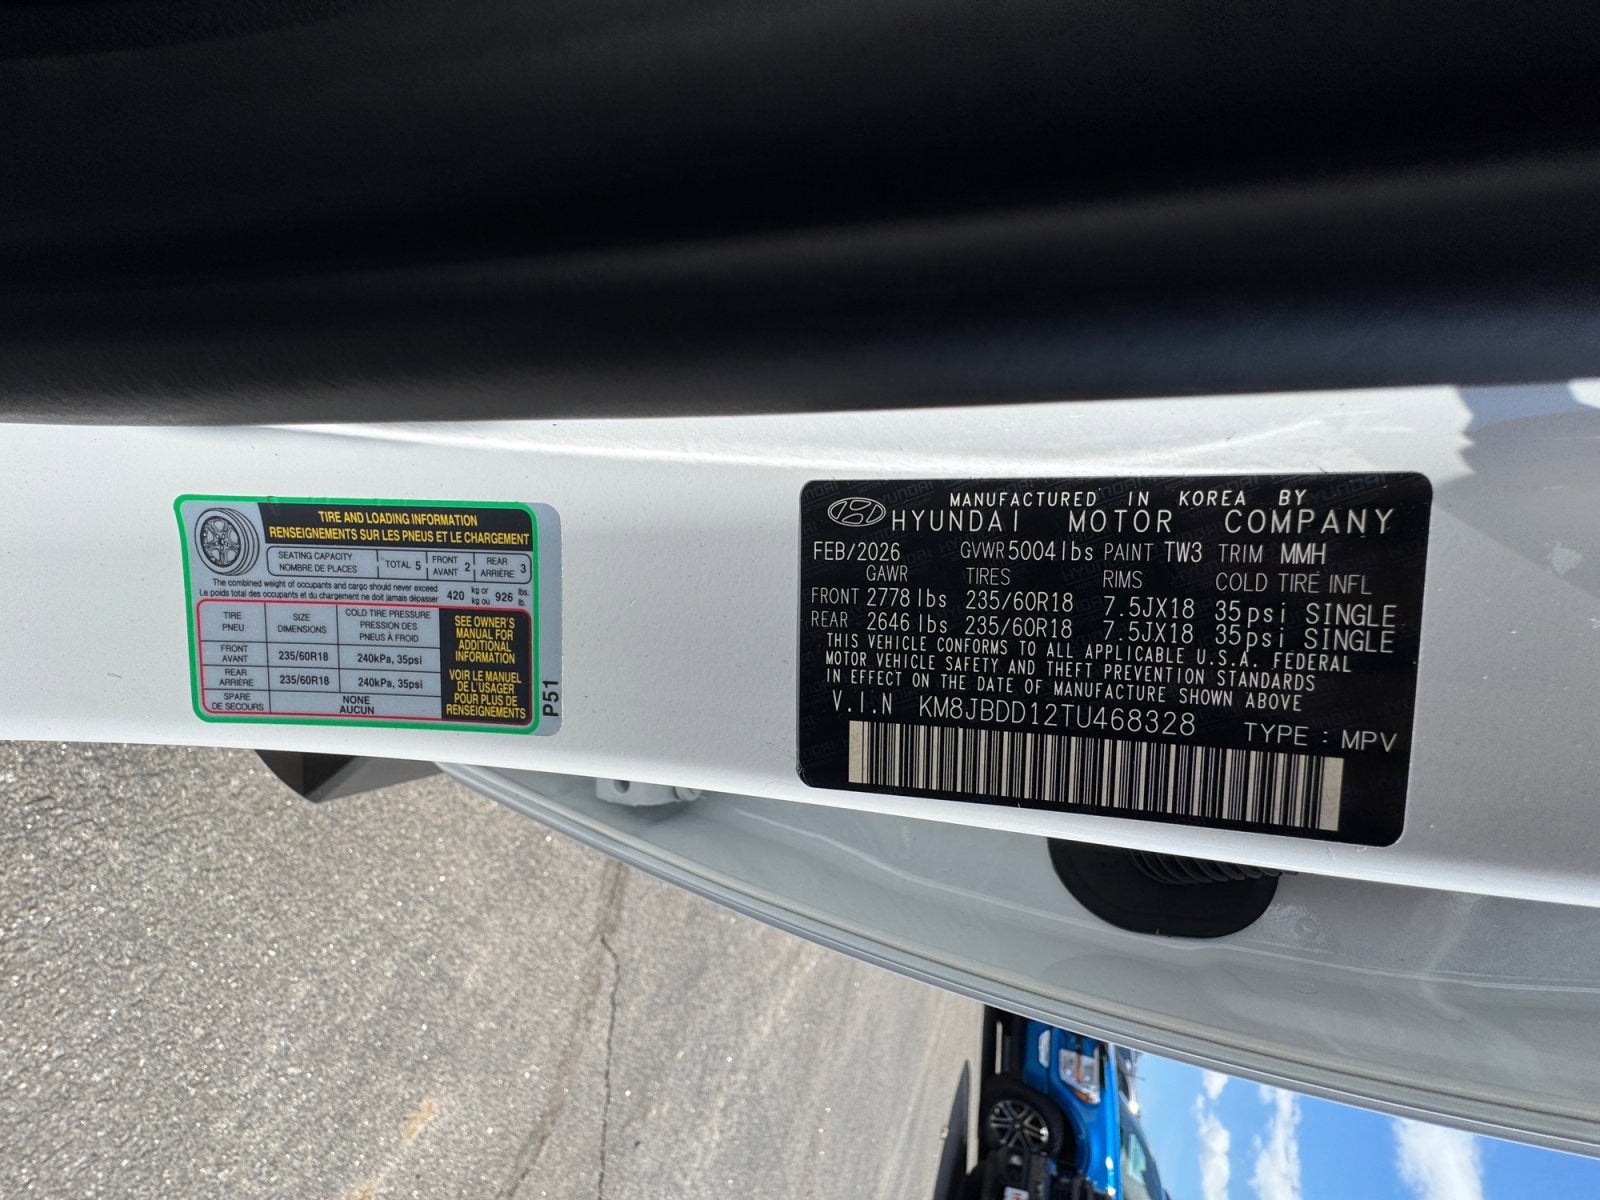 TIRE AND LOADING INFORMATION
RENSEIGNEMENTS SUR LES PNEUS ET LE CHARGEMENT
SEATING CAPACITY
NOMBRE DE PLACES
TOTAL 5
FRONT
AVANT 2
REAR
ARRIÈRE 3
The combined weight of occupants and cargo should never exceed
Le poids total des occupants et du chargement ne doit jamais dépasser
420 kg or
kg ou 926 lbs.
lb.
TIRE
PNEU
SIZE
DIMENSIONS
COLD TIRE PRESSURE
PRESSION DES
PNEUS À FROID
FRONT
AVANT
235/60R18
240kPa, 35psi
REAR
ARRIÈRE
235/60R18
240kPa, 35psi
SPARE
DE SECOURS
NONE
AUCUN
SEE OWNER'S
MANUAL FOR
ADDITIONAL
INFORMATION
VOIR LE MANUEL
DE L'USAGER
POUR PLUS DE
RENSEIGNEMENTS
P51
MANUFACTURED IN KOREA BY
HYUNDAI MOTOR COMPANY
FEB/2026 GVWR 5004 lbs PAINT TW3 TRIM MMH
GAWR TIRES RIMS COLD TIRE INFL
FRONT 2778 lbs 235/60R18 7.5JX18 35psi SINGLE
REAR 2646 lbs 235/60R18 7.5JX18 35psi SINGLE
THIS VEHICLE CONFORMS TO ALL APPLICABLE U.S.A. FEDERAL
MOTOR VEHICLE SAFETY AND THEFT PREVENTION STANDARDS
IN EFFECT ON THE DATE OF MANUFACTURE SHOWN ABOVE
V.I.N KM8JBDD12TU468328 TYPE : MPV